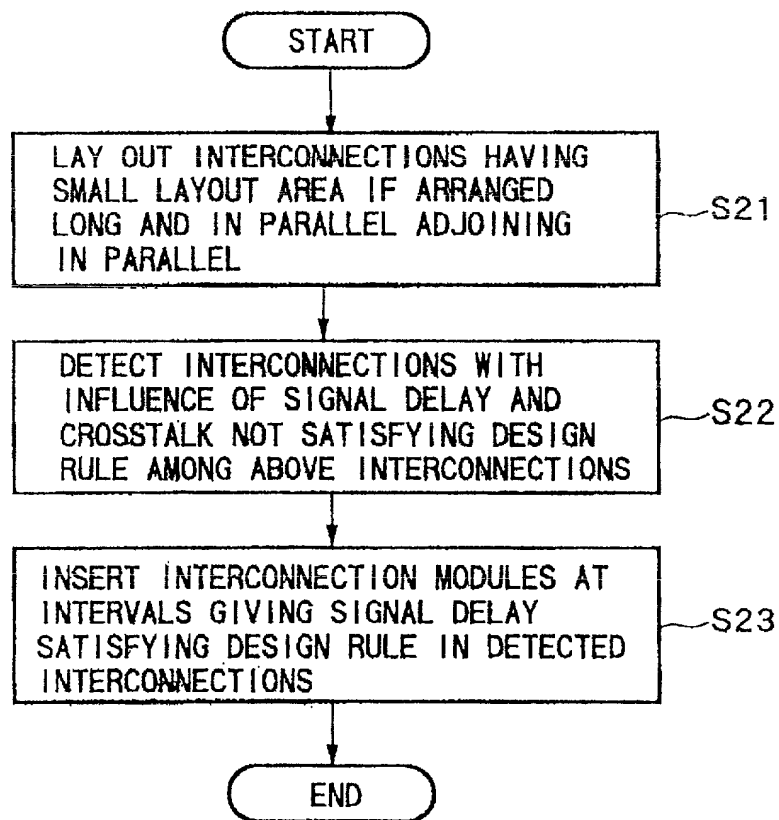 START
LAY OUT INTERCONNECTIONS HAVING
SMALL LAYOUT AREA IF ARRANGED
LONG AND IN PARALLEL ADJOINING
IN PARALLEL
S21
DETECT INTERCONNECTIONS WITH
INFLUENCE OF SIGNAL DELAY AND
CROSSTALK NOT SATISFYING DESIGN
RULE AMONG ABOVE INTERCONNECTIONS
S22
INSERT INTERCONNECTION MODULES AT
INTERVALS GIVING SIGNAL DELAY
SATISFYING DESIGN RULE IN DETECTED
INTERCONNECTIONS
S23
END